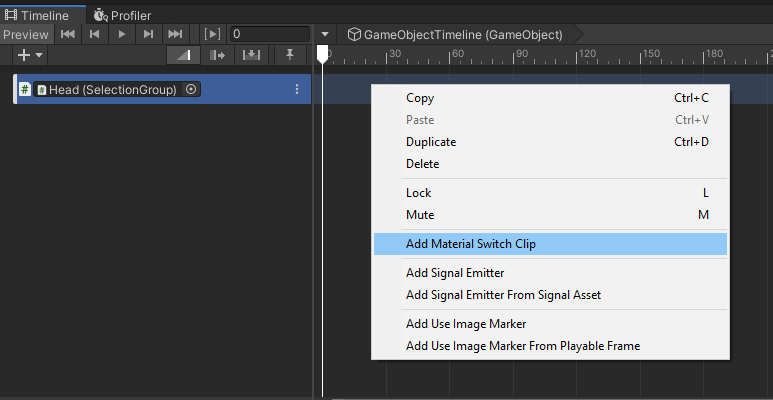 Timeline Profiler
Preview 0 GameObjectTimeline (GameObject)
0 30 60 90 120 150 180
Head (SelectionGroup)
Copy Ctrl+C
Paste Ctrl+V
Duplicate Ctrl+D
Delete
Lock L
Mute M
Add Material Switch Clip
Add Signal Emitter
Add Signal Emitter From Signal Asset
Add Use Image Marker
Add Use Image Marker From Playable Frame